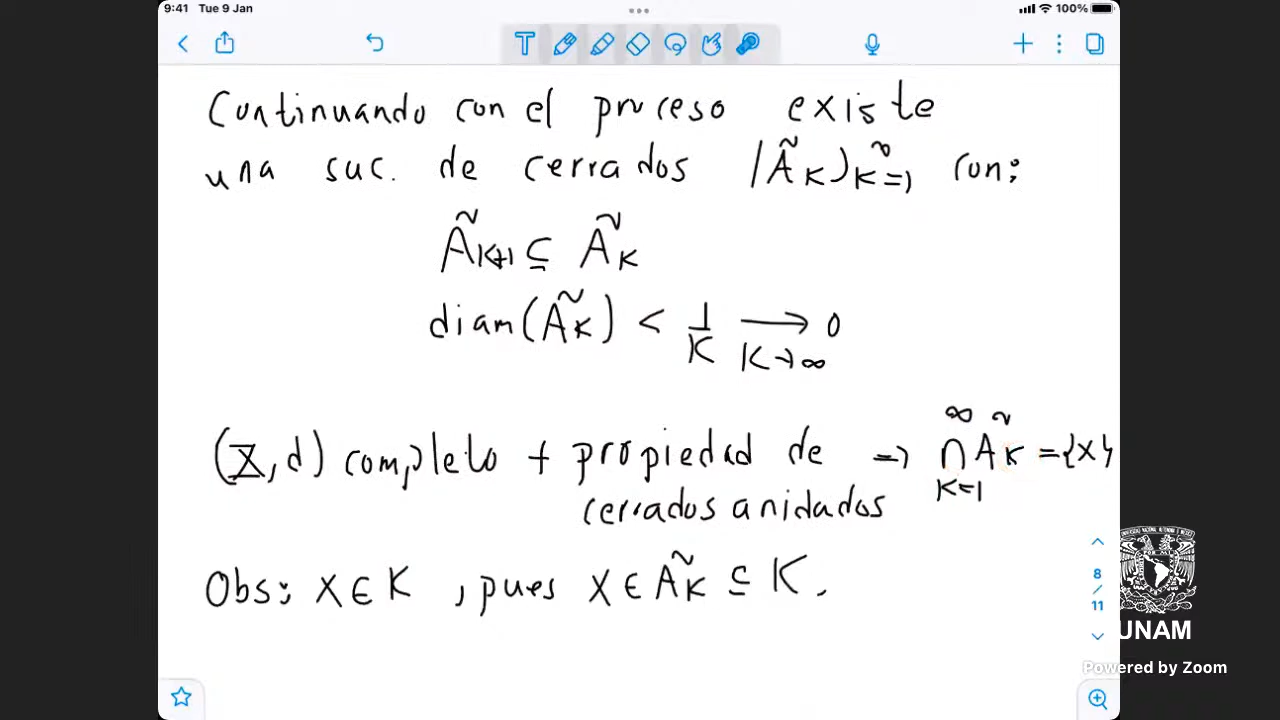 9:41 Tue 9 Jan
100%
T
Continuando con el proceso existe
una suc. de cerrados (Ã_K)_{K=1}^∞ con:
Ã_{K+1} ⊆ Ã_K
diam(Ã_K) < 1/K ⟶_{K→∞} 0
(X, d) completo + propiedad de cerrados anidados => ∩_{K=1}^∞ Ã_K = {x}
Obs: x ∈ K, pues x ∈ Ã_K ⊆ K.
8
/
11
UNAM
Powered by Zoom